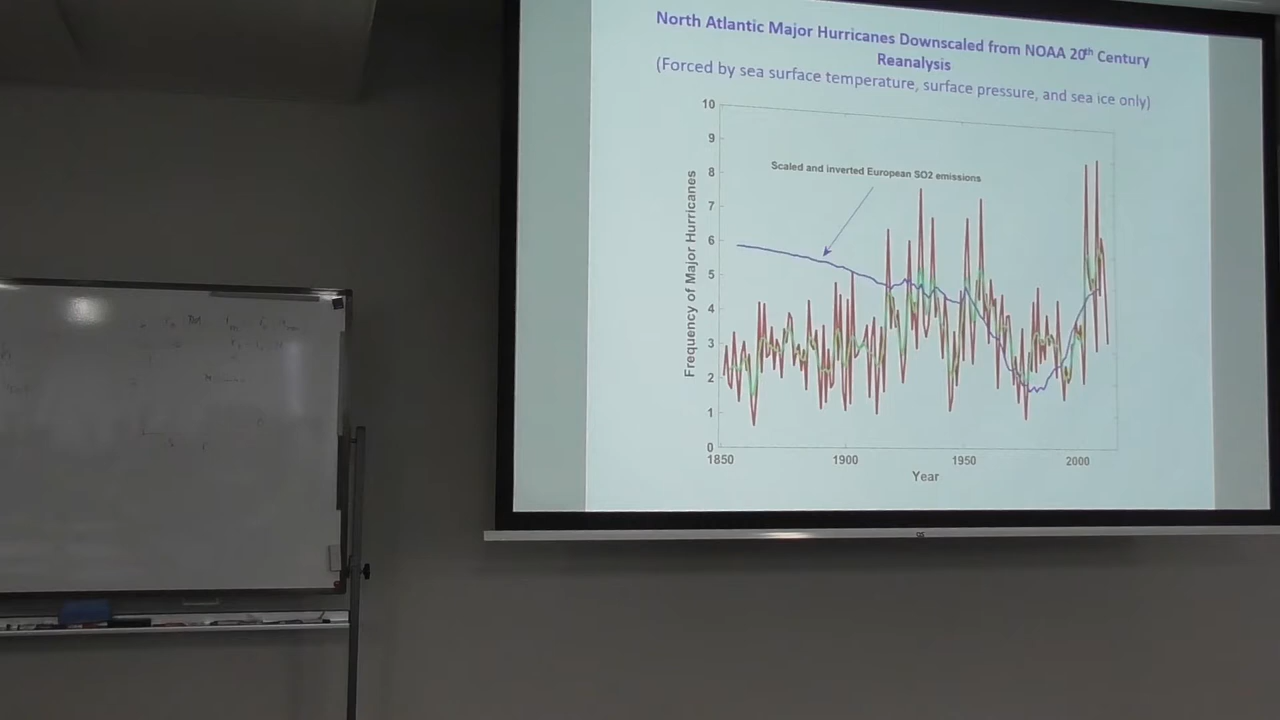 North Atlantic Major Hurricanes Downscaled from NOAA 20th Century
Reanalysis
(Forced by sea surface temperature, surface pressure, and sea ice only)
10
9
8
7
6
5
4
3
2
1
0
Frequency of Major Hurricanes
Scaled and inverted European SO2 emissions
1850
1900
1950
2000
Year